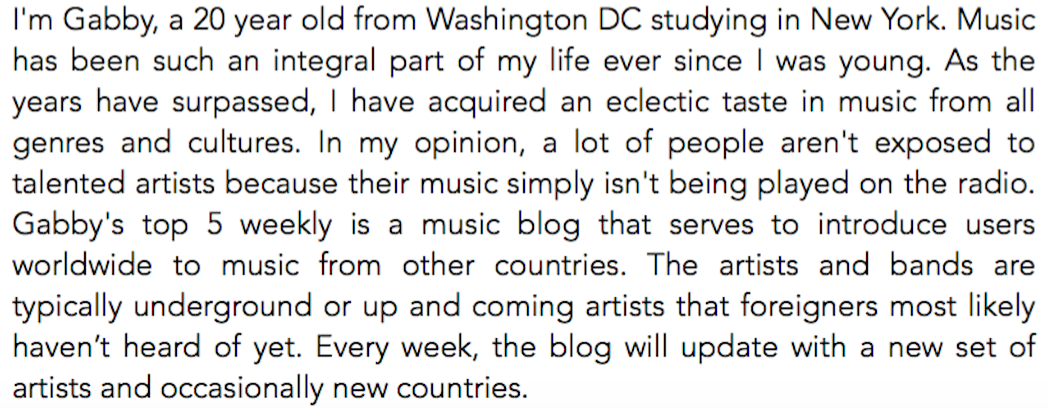 I'm Gabby, a 20 year old from Washington DC studying in New York. Music
has been such an integral part of my life ever since I was young. As the
years have surpassed, I have acquired an eclectic taste in music from all
genres and cultures. In my opinion, a lot of people aren't exposed to
talented artists because their music simply isn't being played on the radio.
Gabby's top 5 weekly is a music blog that serves to introduce users
worldwide to music from other countries. The artists and bands are
typically underground or up and coming artists that foreigners most likely
haven’t heard of yet. Every week, the blog will update with a new set of
artists and occasionally new countries.